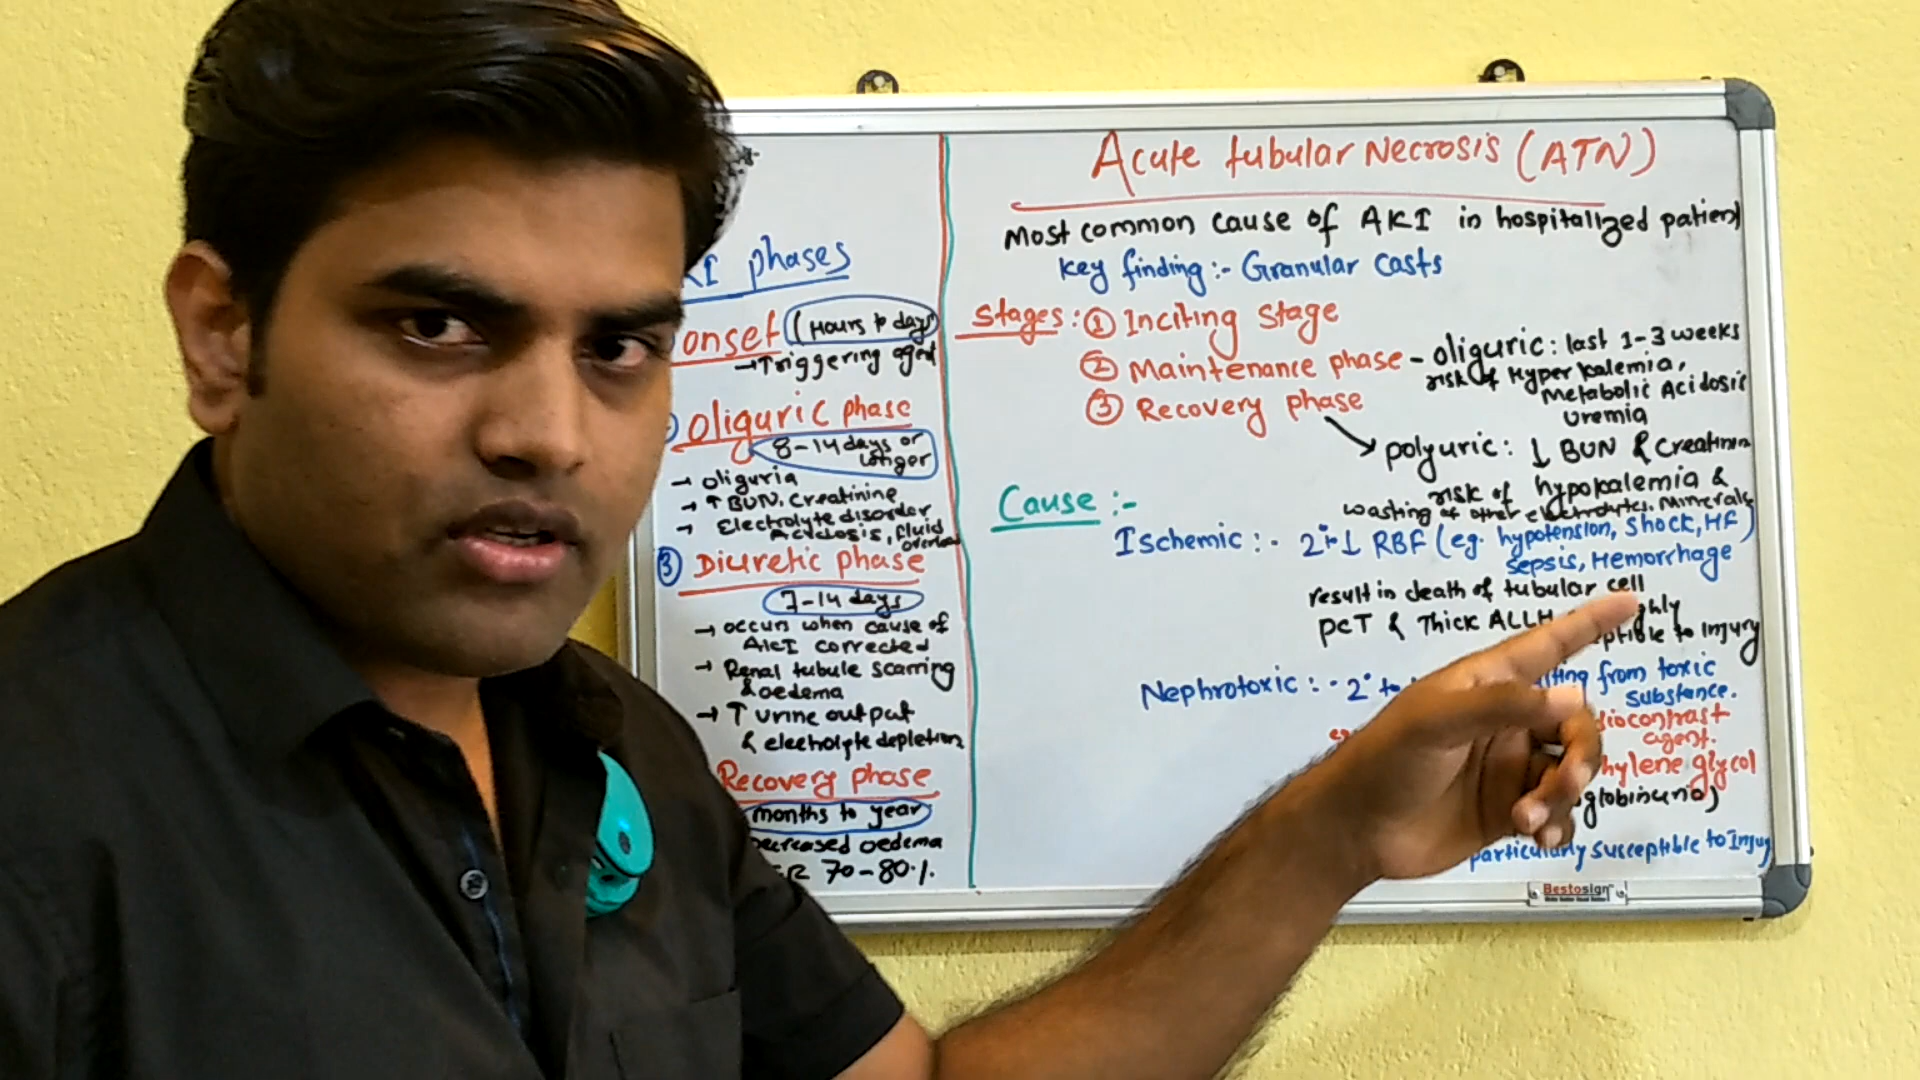 phases
onset (Hours to days)
→ Triggering agent
Oliguric phase
8-14 days or
longer
→ oliguria
→ ↑ BUN, Creatinine
→ Electrolyte disorder
Acidosis, fluid
③ Diuretic phase
7-14 days
→ occurs when cause of
AKI corrected
→ Renal tubule scarring
& oedema
→ ↑ urine output
& electrolyte depletion
Recovery phase
months to year
Decreased oedema
70-80%.
Acute tubular Necrosis (ATN)
Most common cause of AKI in hospitalized patient
Key finding :- Granular casts
Stages : ① Inciting stage
② Maintenance phase - oliguric : last 1-3 weeks
risk of Hyper kalemia,
Metabolic Acidosis
Uremia
③ Recovery phase
→ polyuric : ↓ BUN & Creatinin
risk of hypokalemia &
wasting of other electrolytes, Minerals
Cause :-
Ischemic :- 2° ↓ RBF (eg. hypotension, shock, HF
Sepsis, Hemorrhage
result in death of tubular cell
PCT & Thick ALLH
to Injury
Nephrotoxic :- 2° to from toxic
substance.
agent.
glycol
particularly susceptible to Injuy
Bestosign